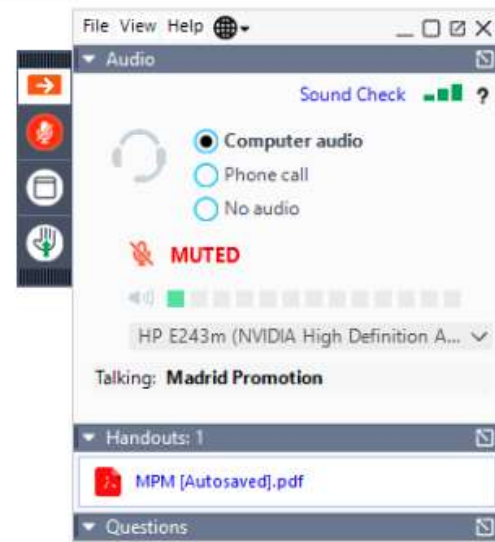 File View Help
Audio
Sound Check ?
Computer audio
Phone call
No audio
MUTED
HP E243m (NVIDIA High Definition A...
Talking: Madrid Promotion
Handouts: 1
MPM [Autosaved].pdf
Questions